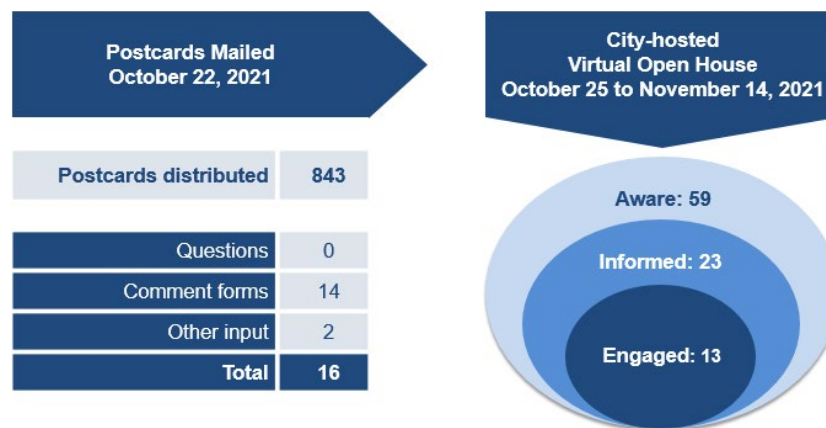 Postcards Mailed
October 22, 2021
City-hosted
Virtual Open House
October 25 to November 14, 2021
Postcards distributed 843
Questions 0
Comment forms 14
Other input 2
Total 16
Aware: 59
Informed: 23
Engaged: 13